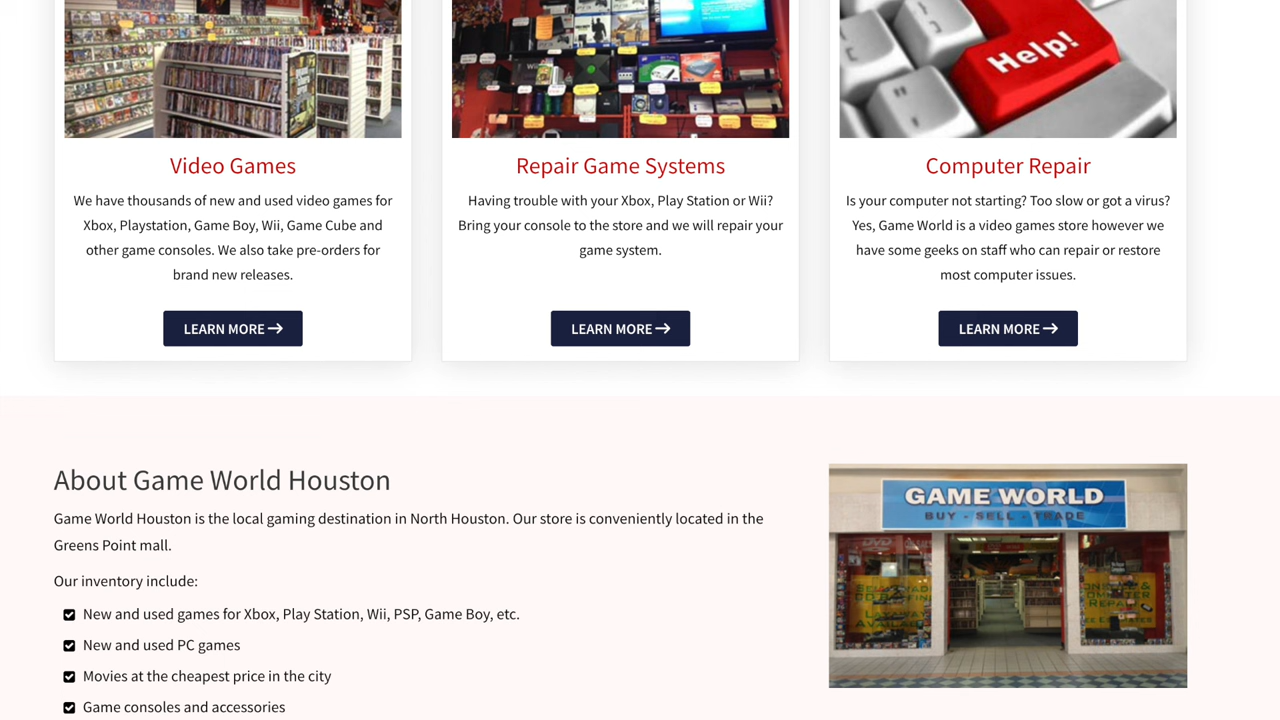 Help!
Video Games
We have thousands of new and used video games for
Xbox, Playstation, Game Boy, Wii, Game Cube and
other game consoles. We also take pre-orders for
brand new releases.
LEARN MORE →
Repair Game Systems
Having trouble with your Xbox, Play Station or Wii?
Bring your console to the store and we will repair your
game system.
LEARN MORE →
Computer Repair
Is your computer not starting? Too slow or got a virus?
Yes, Game World is a video games store however we
have some geeks on staff who can repair or restore
most computer issues.
LEARN MORE →
About Game World Houston
Game World Houston is the local gaming destination in North Houston. Our store is conveniently located in the
Greens Point mall.
Our inventory include:
New and used games for Xbox, Play Station, Wii, PSP, Game Boy, etc.
New and used PC games
Movies at the cheapest price in the city
Game consoles and accessories
GAME WORLD
BUY - SELL - TRADE